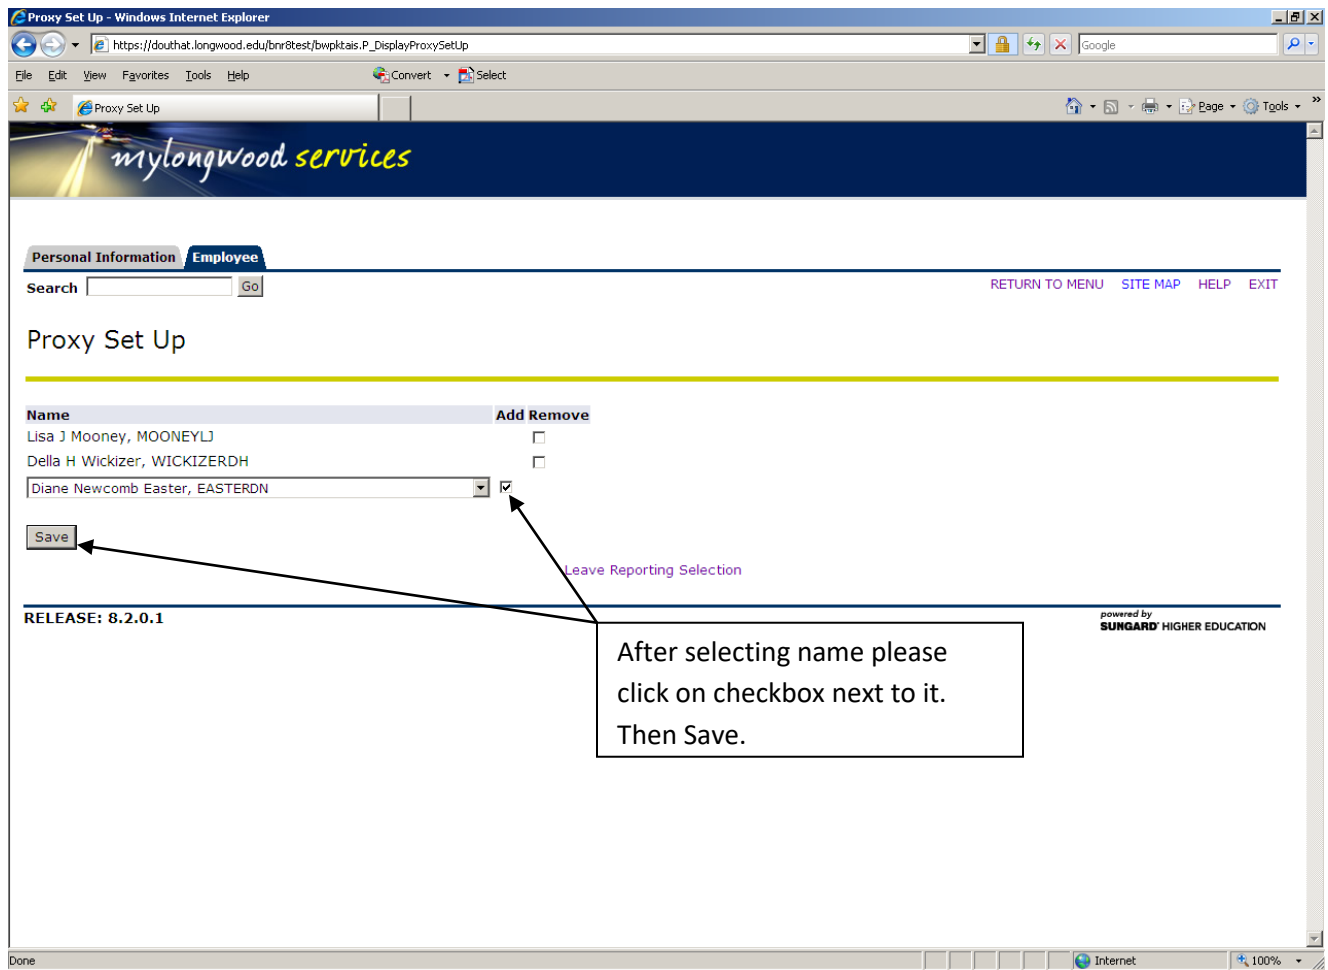 Proxy Set Up - Windows Internet Explorer
https://douthat.longwood.edu/bnr8test/bwpktais.P_DisplayProxySetUp
Google
File Edit View Favorites Tools Help Convert Select
Proxy Set Up Page Tools
mylongwood services
Personal Information Employee
Search Go RETURN TO MENU SITE MAP HELP EXIT
Proxy Set Up
Name Add Remove
Lisa J Mooney, MOONEYLJ
Della H Wickizer, WICKIZERDH
Diane Newcomb Easter, EASTERDN
Save
Leave Reporting Selection
RELEASE: 8.2.0.1
powered by
SUNGARD® HIGHER EDUCATION
After selecting name please
click on checkbox next to it.
Then Save.
Done Internet 100%